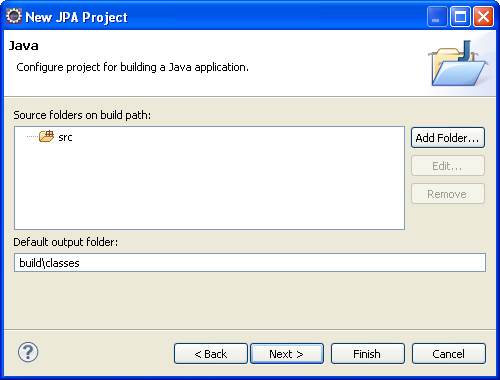 New JPA Project
Java
Configure project for building a Java application.
Source folders on build path:
src
Add Folder...
Edit...
Remove
Default output folder:
build\classes
?
< Back
Next >
Finish
Cancel